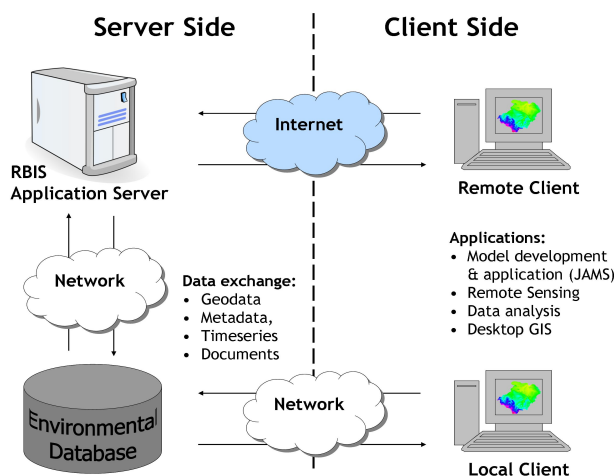 Server Side
Client Side
Internet
RBIS
Application Server
Remote Client
Network
Data exchange:
• Geodata
• Metadata,
• Timeseries
• Documents
Applications:
• Model development
& application (JAMS)
• Remote Sensing
• Data analysis
• Desktop GIS
Environmental
Database
Network
Local Client